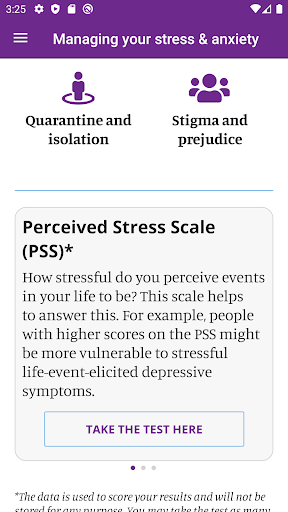 3:25
Managing your stress & anxiety
Quarantine and
isolation
Stigma and
prejudice
Perceived Stress Scale
(PSS)*
How stressful do you perceive events
in your life to be? This scale helps
to answer this. For example, people
with higher scores on the PSS might
be more vulnerable to stressful
life-event-elicited depressive
symptoms.
TAKE THE TEST HERE
*The data is used to score your results and will not be
stored for any purpose. You may take the test as many